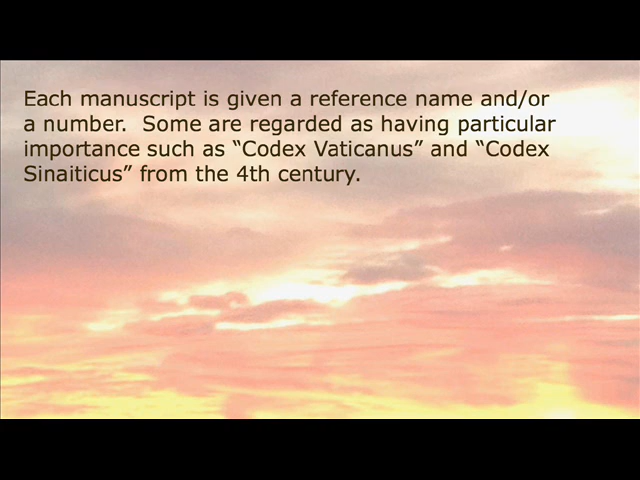 Each manuscript is given a reference name and/or
a number.  Some are regarded as having particular
importance such as “Codex Vaticanus” and “Codex
Sinaiticus” from the 4th century.